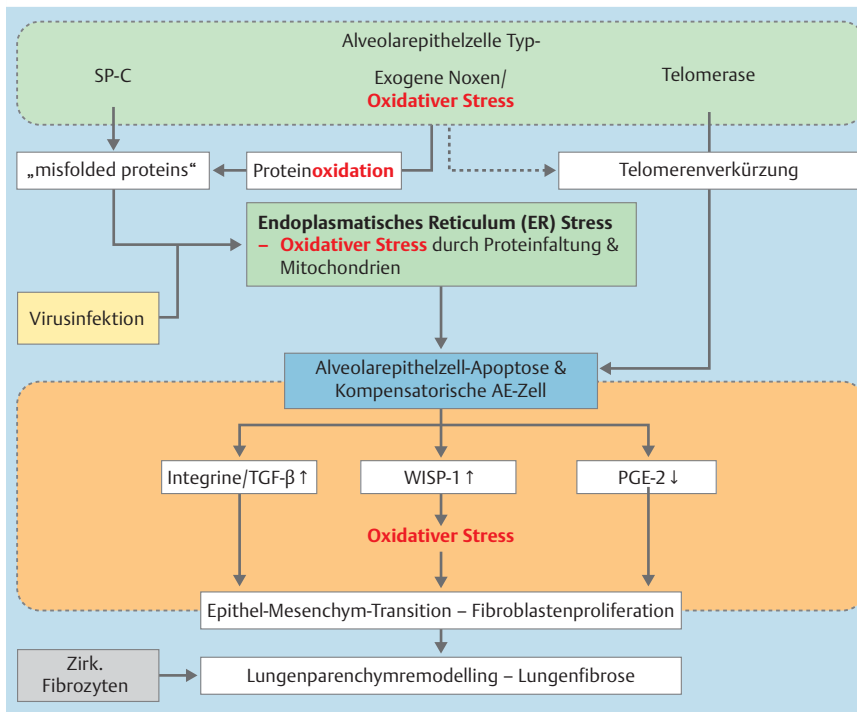 Alveolarepithelzelle Typ-
SP-C
Exogene Noxen/
Oxidativer Stress
Telomerase
„misfolded proteins“
Proteinoxidation
Telomerenverkürzung
Endoplasmatisches Reticulum (ER) Stress
– Oxidativer Stress durch Proteinfaltung &
Mitochondrien
Virusinfektion
Alveolarepithelzell-Apoptose &
Kompensatorische AE-Zell
Integrine/TGF-β ↑
WISP-1 ↑
PGE-2 ↓
Oxidativer Stress
Epithel-Mesenchym-Transition – Fibroblastenproliferation
Zirk.
Fibrozyten
Lungenparenchymremodelling – Lungenfibrose